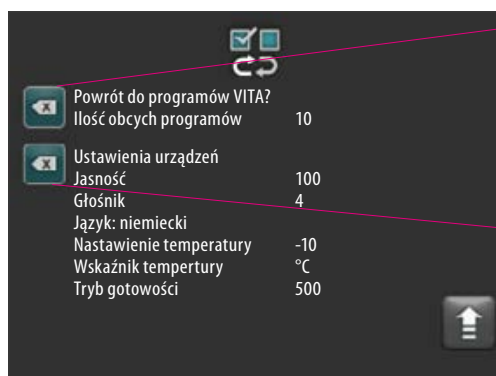 Powrót do programów VITA?
Ilość obcych programów 10
Ustawienia urządzeń
Jasność 100
Głośnik 4
Język: niemiecki
Nastawienie temperatury -10
Wskaźnik tempertury °C
Tryb gotowości 500